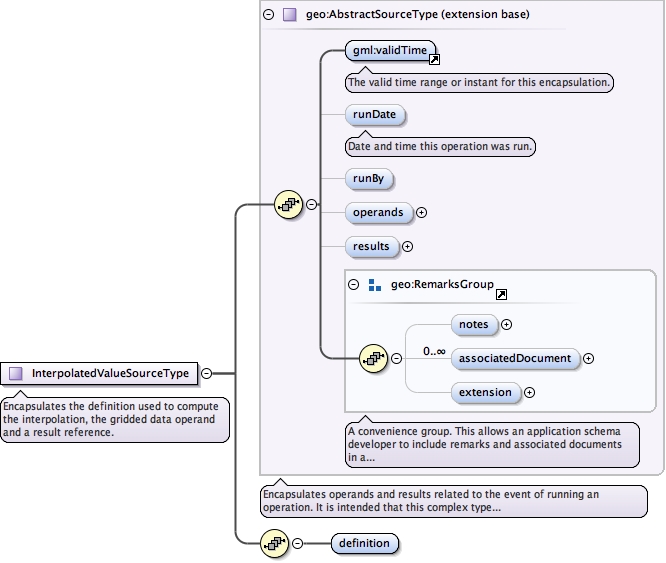 geo:AbstractSourceType (extension base)
gml:validTime
The valid time range or instant for this encapsulation.
runDate
Date and time this operation was run.
runBy
operands
results
geo:RemarksGroup
notes
0..∞
associatedDocument
extension
A convenience group. This allows an application schema
developer to include remarks and associated documents
in a...
InterpolatedValueSourceType
Encapsulates the definition used to compute
the interpolation, the gridded data operand
and a result reference.
Encapsulates operands and results related to the event of running an
operation. It is intended that this complex type...
definition